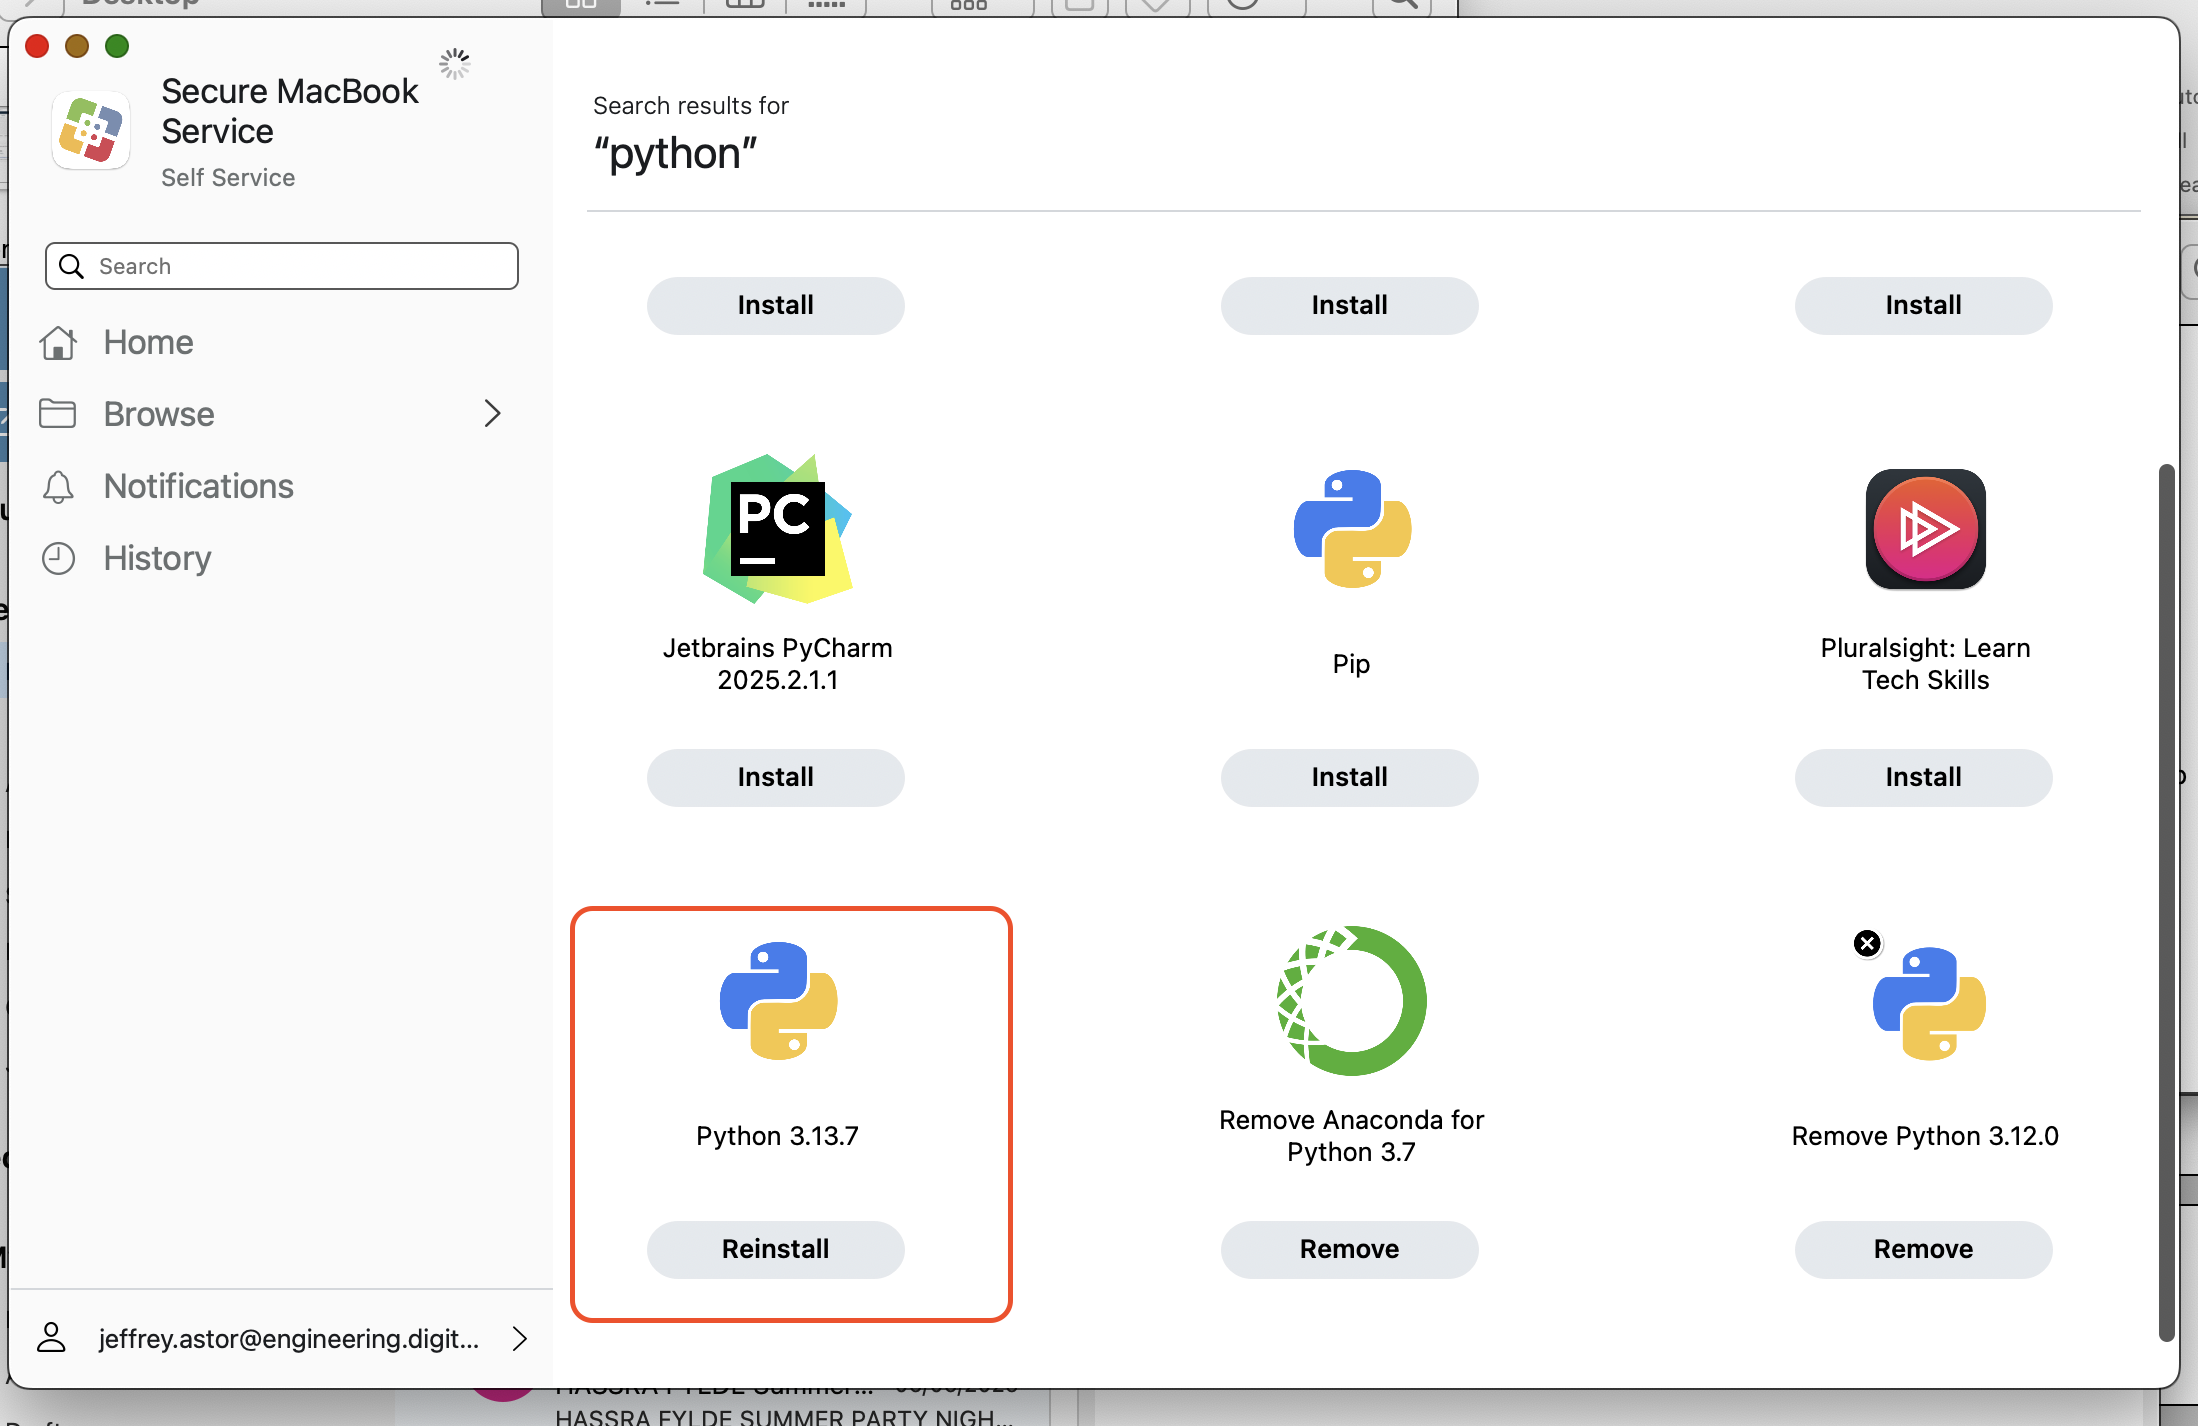 Desktop
Secure MacBook
Service
Self Service
Search
Home
Browse
Notifications
History
jeffrey.astor@engineering.digit...
Search results for
“python”
Install
Install
Install
PC
Jetbrains PyCharm
2025.2.1.1
Pip
Pluralsight: Learn
Tech Skills
Install
Install
Install
Python 3.13.7
Remove Anaconda for
Python 3.7
Remove Python 3.12.0
Reinstall
Remove
Remove
HASSRA FYLDE SUMMER PARTY NIGH...